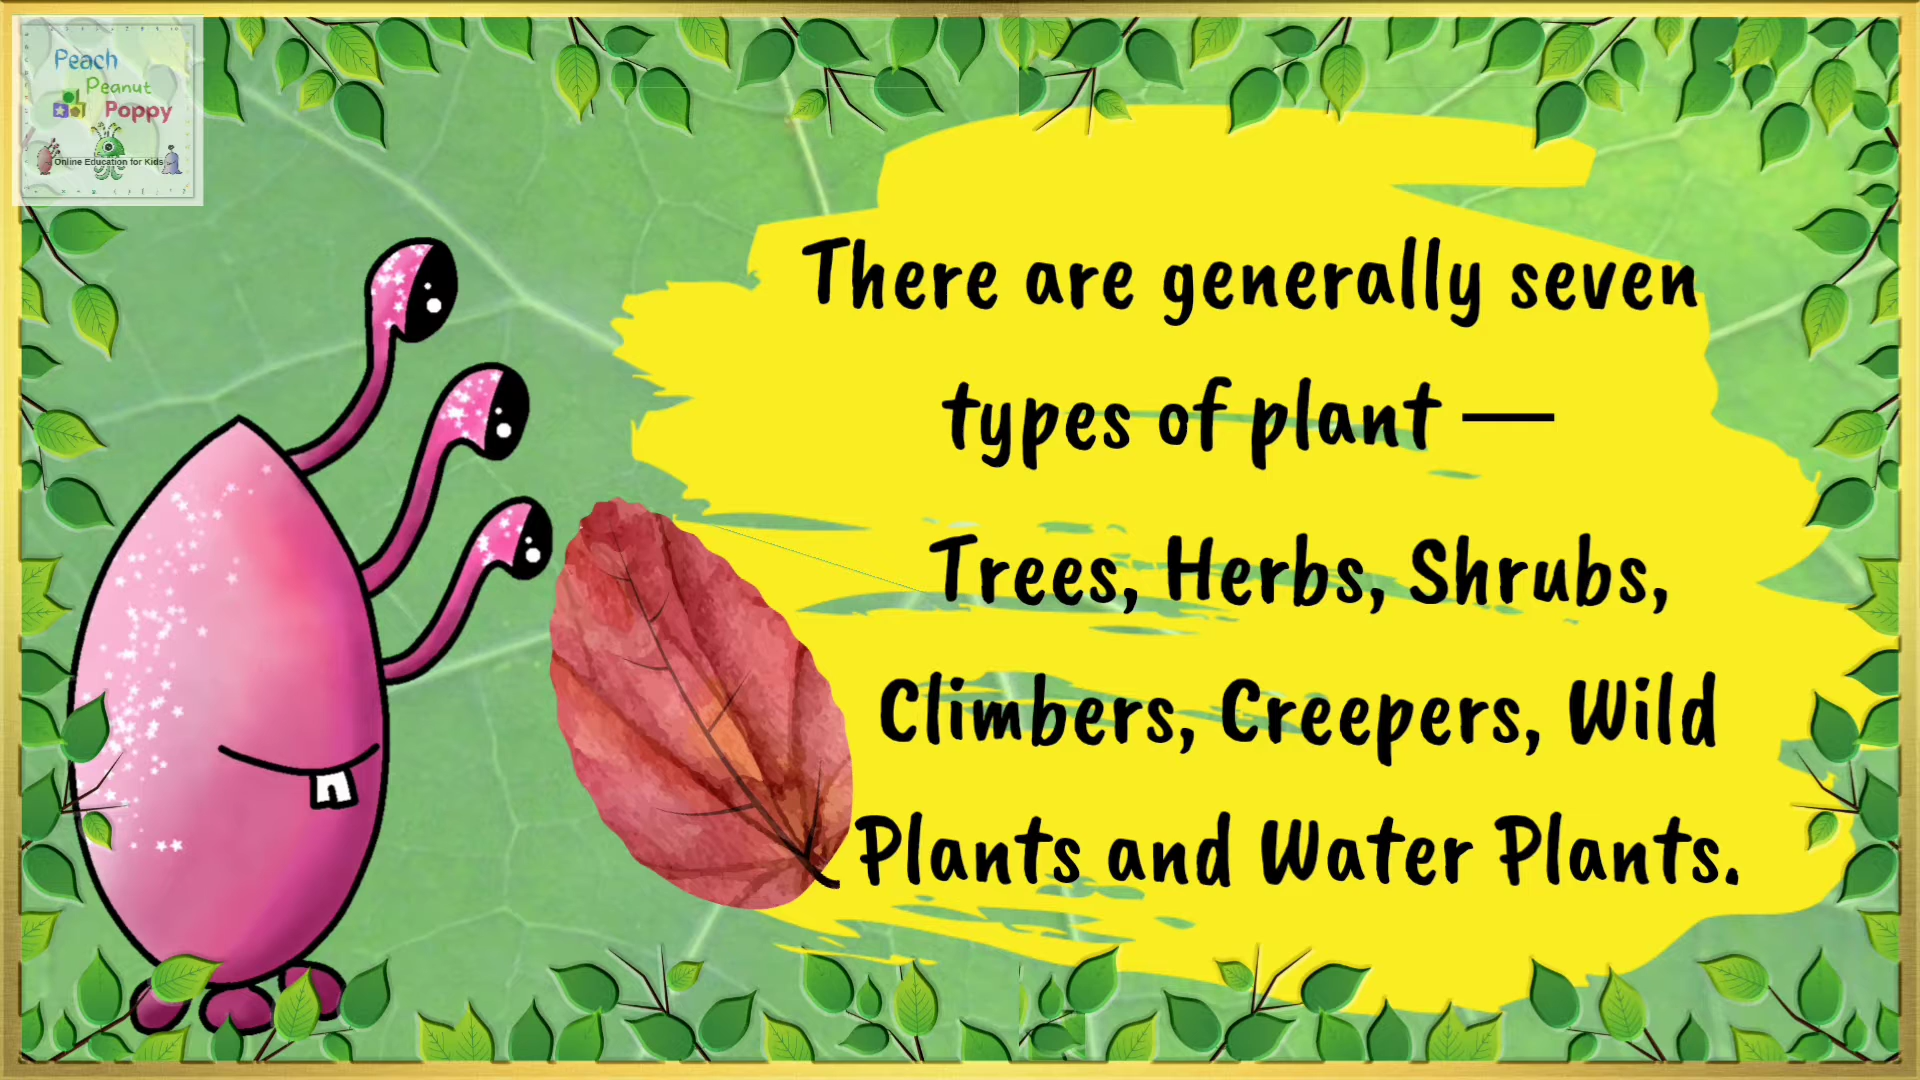 Peach
Peanut
Poppy
Online Education for Kids
There are generally seven
types of plant —
Trees, Herbs, Shrubs,
Climbers, Creepers, Wild
Plants and Water Plants.